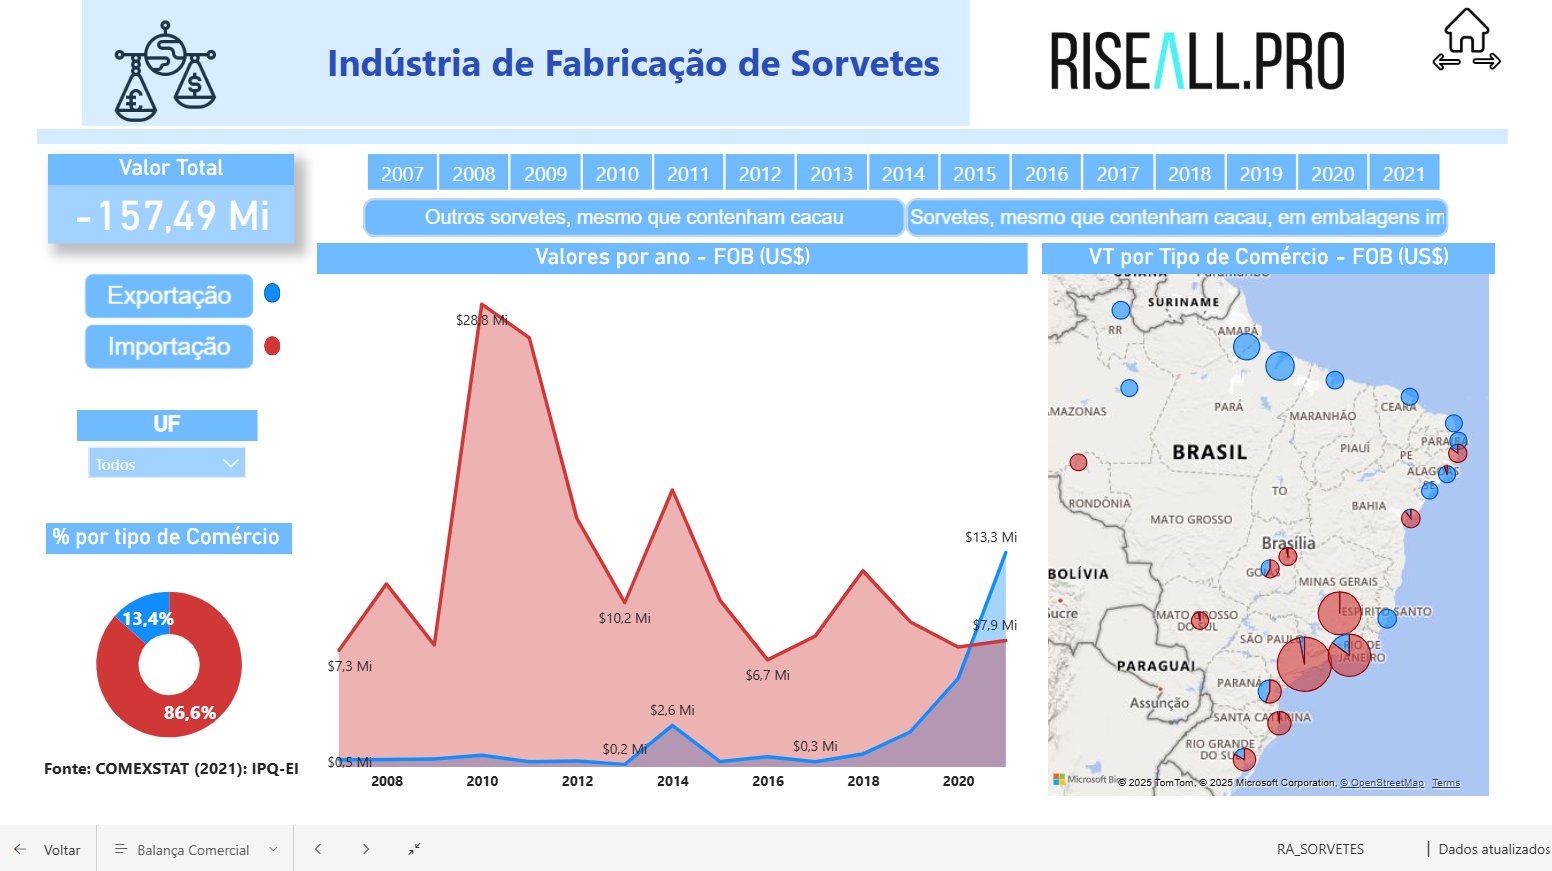 Indústria de Fabricação de Sorvetes
RISEALL.PRO
Valor Total
-157,49 Mi
2007 2008 2009 2010 2011 2012 2013 2014 2015 2016 2017 2018 2019 2020 2021
Outros sorvetes, mesmo que contenham cacau
Sorvetes, mesmo que contenham cacau, em embalagens im
Exportação
Importação
UF
Todos
% por tipo de Comércio
13,4%
86,6%
Fonte: COMEXSTAT (2021): IPQ-EI
Valores por ano - FOB (US$)
$28,8 Mi
$13,3 Mi
$10,2 Mi
$7,9 Mi
$7,3 Mi
$6,7 Mi
$2,6 Mi
$0,2 Mi
$0,3 Mi
$0,5 Mi
2008 2010 2012 2014 2016 2018 2020
VT por Tipo de Comércio - FOB (US$)
Paramaribo
SURINAME
RR
AMAPÁ
AMAZONAS
PARÁ
MARANHÃO
CEARÁ
PARAÍBA
BRASIL
PIAUÍ
PE
ALAGOAS
SE
TO
RONDÔNIA
BAHIA
MATO GROSSO
Brasília
GOIÁS
BOLÍVIA
MINAS GERAIS
Sucre
ESPÍRITO SANTO
MATO GROSSO
DO SUL
SÃO PAULO
RIO DE
JANEIRO
PARAGUAI
PARANÁ
Assunção
SANTA CATARINA
RIO GRANDE
DO SUL
Microsoft Bing
© 2025 TomTom, © 2025 Microsoft Corporation, © OpenStreetMap Terms
Voltar
Balança Comercial
RA_SORVETES
Dados atualizados